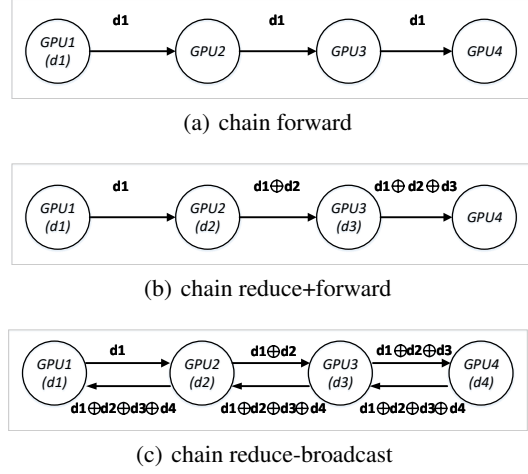 d1 d1 d1
GPU1 GPU2 GPU3 GPU4
(d1)
(a) chain forward
d1 d1⊕d2 d1⊕d2⊕d3
GPU1 GPU2 GPU3 GPU4
(d1) (d2) (d3)
(b) chain reduce+forward
d1 d1⊕d2 d1⊕d2⊕d3
GPU1 GPU2 GPU3 GPU4
(d1) (d2) (d3) (d4)
d1⊕d2⊕d3⊕d4 d1⊕d2⊕d3⊕d4 d1⊕d2⊕d3⊕d4
(c) chain reduce-broadcast